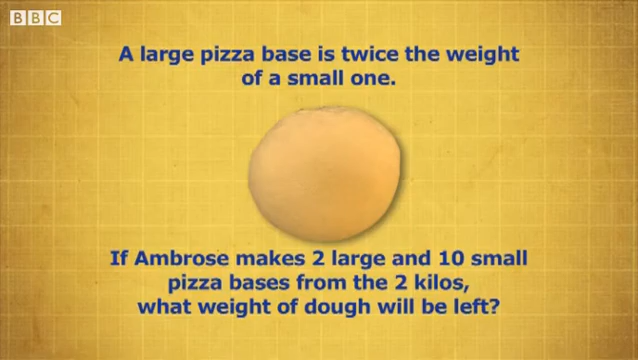 BBC
A large pizza base is twice the weight
of a small one.
If Ambrose makes 2 large and 10 small
pizza bases from the 2 kilos,
what weight of dough will be left?